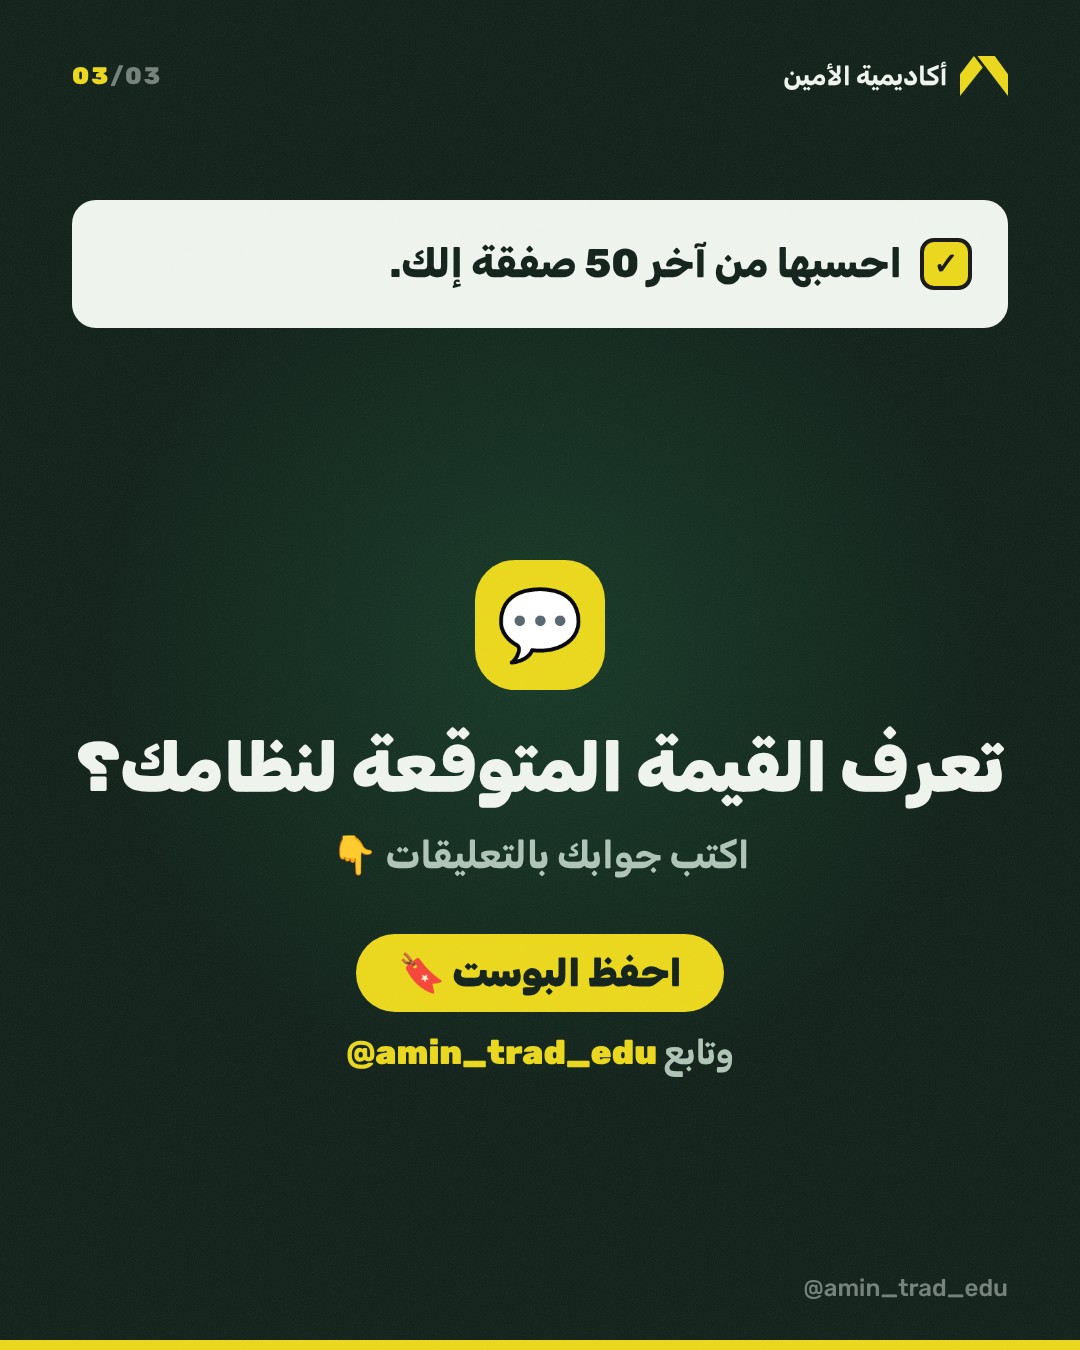 أكاديمية الأمين
03/03
احسبها من آخر 50 صفقة إلك.
تعرف القيمة المتوقعة لنظامك؟
اكتب جوابك بالتعليقات 👇
احفظ البوست 🔖
وتابع @amin_trad_edu
@amin_trad_edu